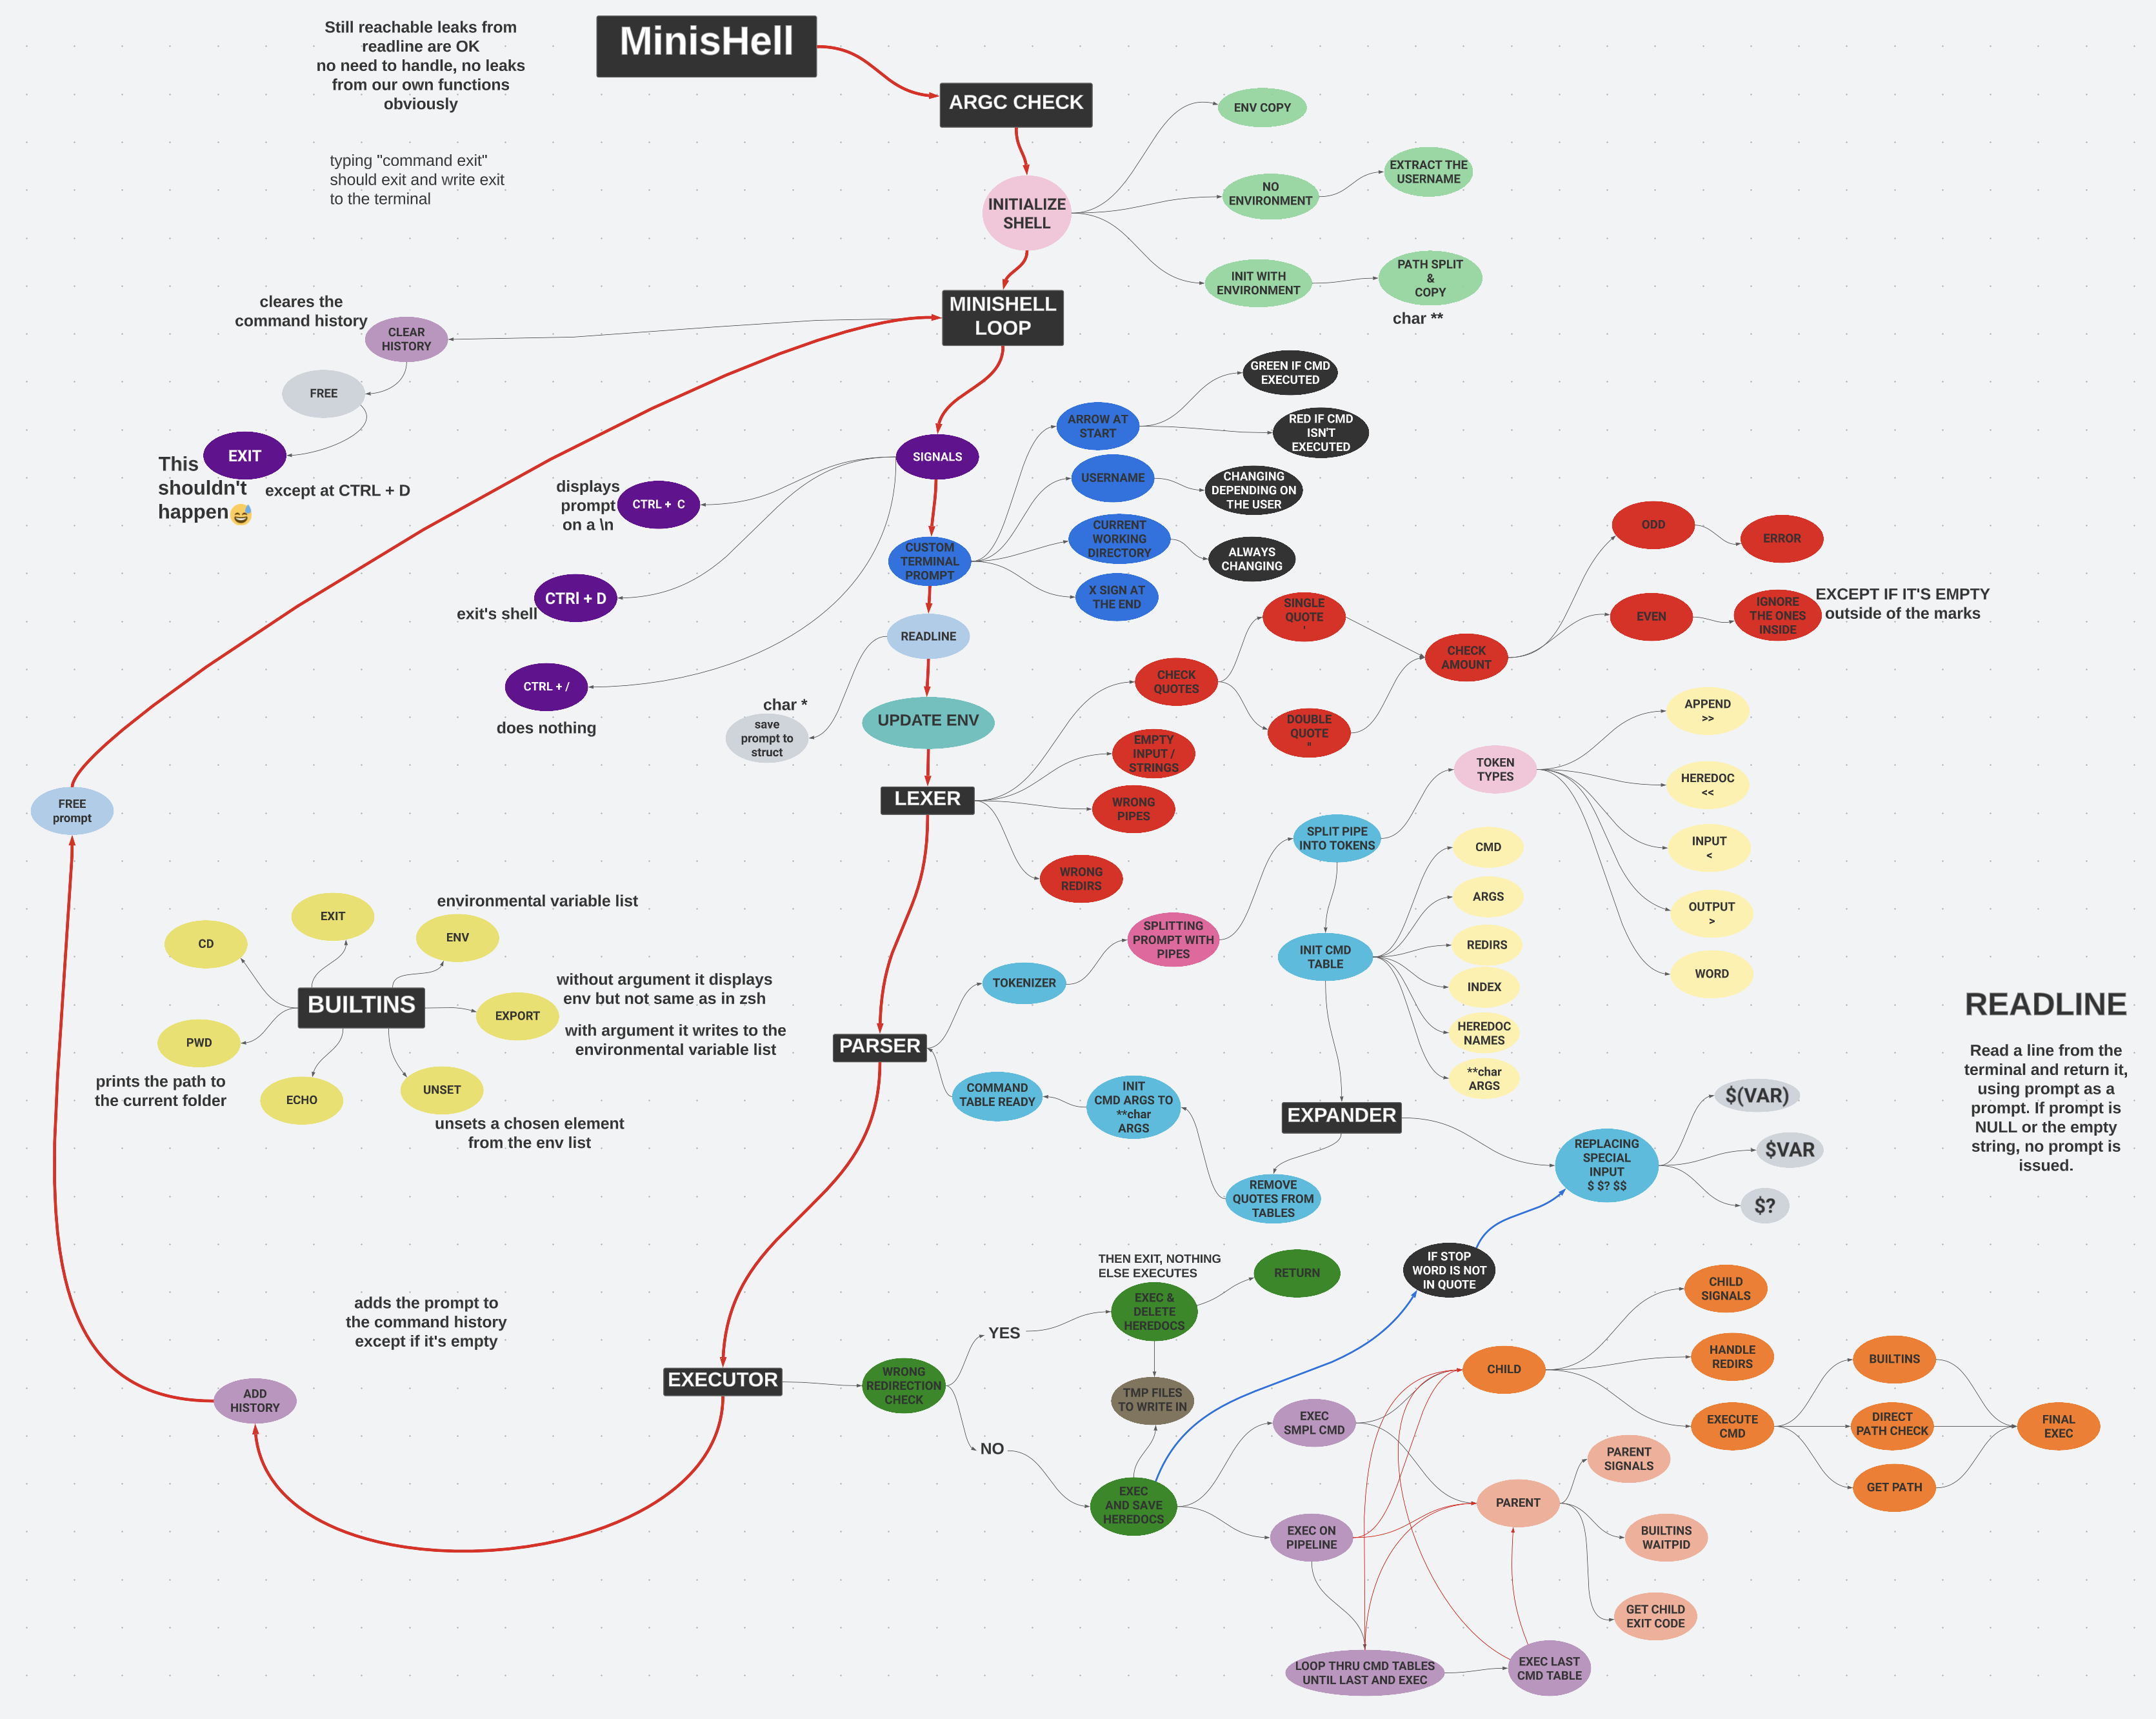 Still reachable leaks from
readline are OK
no need to handle, no leaks
from our own functions
obviously
typing "command exit"
should exit and write exit
to the terminal
MinisHell
ARGC CHECK
INITIALIZE
SHELL
ENV COPY
NO
ENVIRONMENT
EXTRACT THE
USERNAME
INIT WITH
ENVIRONMENT
PATH SPLIT
&
COPY
char **
MINISHELL
LOOP
cleares the
command history
CLEAR
HISTORY
FREE
EXIT
This
shouldn't
happen😅
except at CTRL + D
SIGNALS
displays
prompt
on a \n
CTRL + C
exit's shell
CTRl + D
CTRL + /
does nothing
CUSTOM
TERMINAL
PROMPT
ARROW AT
START
GREEN IF CMD
EXECUTED
RED IF CMD
ISN'T
EXECUTED
USERNAME
CHANGING
DEPENDING ON
THE USER
CURRENT
WORKING
DIRECTORY
ALWAYS
CHANGING
X SIGN AT
THE END
READLINE
char *
save
prompt to
struct
UPDATE ENV
LEXER
CHECK
QUOTES
SINGLE
QUOTE
'
DOUBLE
QUOTE
"
CHECK
AMOUNT
ODD
ERROR
EVEN
IGNORE
THE ONES
INSIDE
EXCEPT IF IT'S EMPTY
outside of the marks
EMPTY
INPUT /
STRINGS
WRONG
PIPES
WRONG
REDIRS
PARSER
TOKENIZER
SPLITTING
PROMPT WITH
PIPES
SPLIT PIPE
INTO TOKENS
TOKEN
TYPES
APPEND
>>
HEREDOC
<<
INPUT
<
OUTPUT
>
WORD
INIT CMD
TABLE
CMD
ARGS
REDIRS
INDEX
HEREDOC
NAMES
**char
ARGS
EXPANDER
REPLACING
SPECIAL
INPUT
$ $? $$
$(VAR)
$VAR
$?
REMOVE
QUOTES FROM
TABLES
INIT
CMD ARGS TO
**char
ARGS
COMMAND
TABLE READY
READLINE
Read a line from the
terminal and return it,
using prompt as a
prompt. If prompt is
NULL or the empty
string, no prompt is
issued.
FREE
prompt
BUILTINS
CD
EXIT
environmental variable list
ENV
EXPORT
without argument it displays
env but not same as in zsh
with argument it writes to the
environmental variable list
PWD
prints the path to
the current folder
ECHO
UNSET
unsets a chosen element
from the env list
adds the prompt to
the command history
except if it's empty
ADD
HISTORY
EXECUTOR
WRONG
REDIRECTION
CHECK
YES
NO
THEN EXIT, NOTHING
ELSE EXECUTES
EXEC &
DELETE
HEREDOCS
RETURN
TMP FILES
TO WRITE IN
EXEC
AND SAVE
HEREDOCS
IF STOP
WORD IS NOT
IN QUOTE
EXEC
SMPL CMD
EXEC ON
PIPELINE
LOOP THRU CMD TABLES
UNTIL LAST AND EXEC
EXEC LAST
CMD TABLE
CHILD
CHILD
SIGNALS
HANDLE
REDIRS
EXECUTE
CMD
BUILTINS
DIRECT
PATH CHECK
GET PATH
FINAL
EXEC
PARENT
PARENT
SIGNALS
BUILTINS
WAITPID
GET CHILD
EXIT CODE